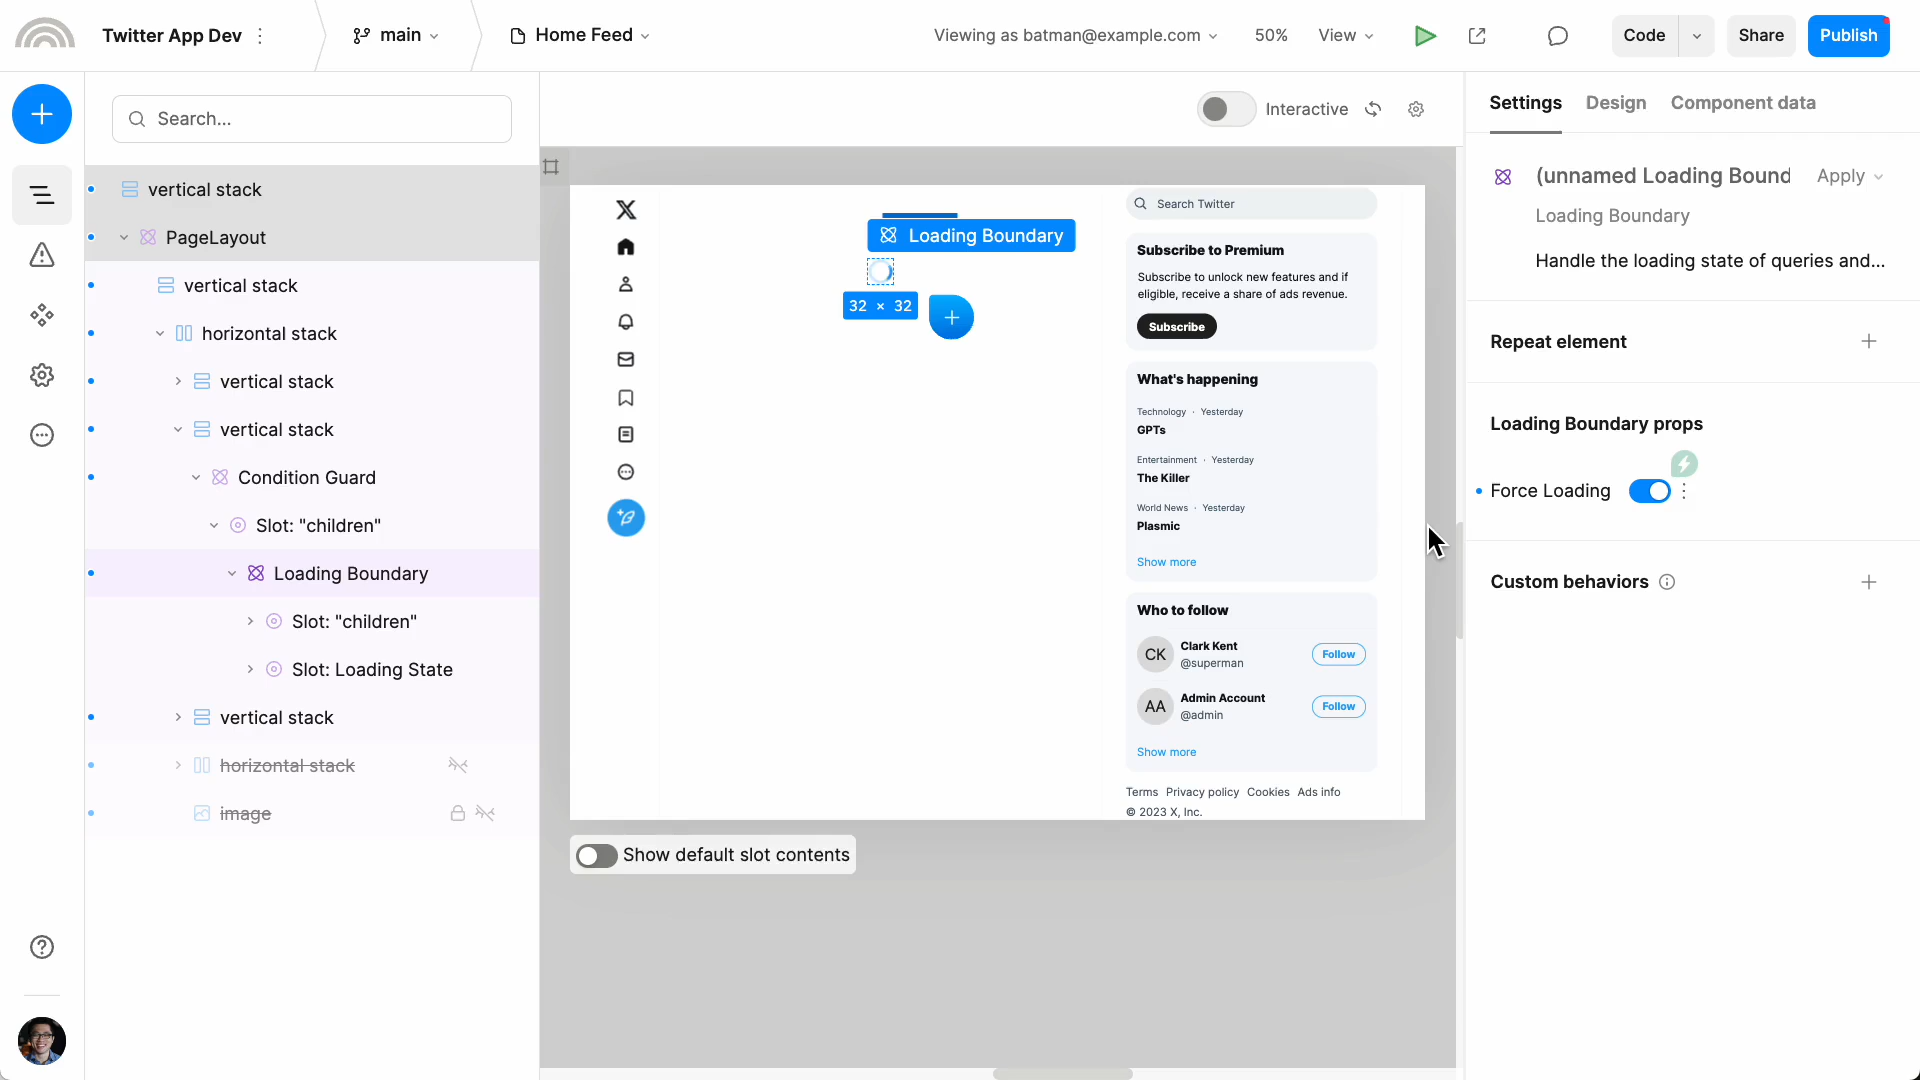 Twitter App Dev
main
Home Feed
Viewing as batman@example.com
50%
View
Code
Share
Publish
Search...
Interactive
Settings
Design
Component data
vertical stack
PageLayout
vertical stack
horizontal stack
vertical stack
vertical stack
Condition Guard
Slot: "children"
Loading Boundary
Slot: "children"
Slot: Loading State
vertical stack
horizontal stack
image
Loading Boundary
32 × 32
Search Twitter
Subscribe to Premium
Subscribe to unlock new features and if
eligible, receive a share of ads revenue.
Subscribe
What's happening
Technology · Yesterday
GPTs
Entertainment · Yesterday
The Killer
World News · Yesterday
Plasmic
Show more
Who to follow
CK
Clark Kent
@superman
Follow
AA
Admin Account
@admin
Follow
Show more
Terms Privacy policy Cookies Ads info
© 2023 X, Inc.
Show default slot contents
(unnamed Loading Bound
Apply
Loading Boundary
Handle the loading state of queries and...
Repeat element
Loading Boundary props
Force Loading
Custom behaviors